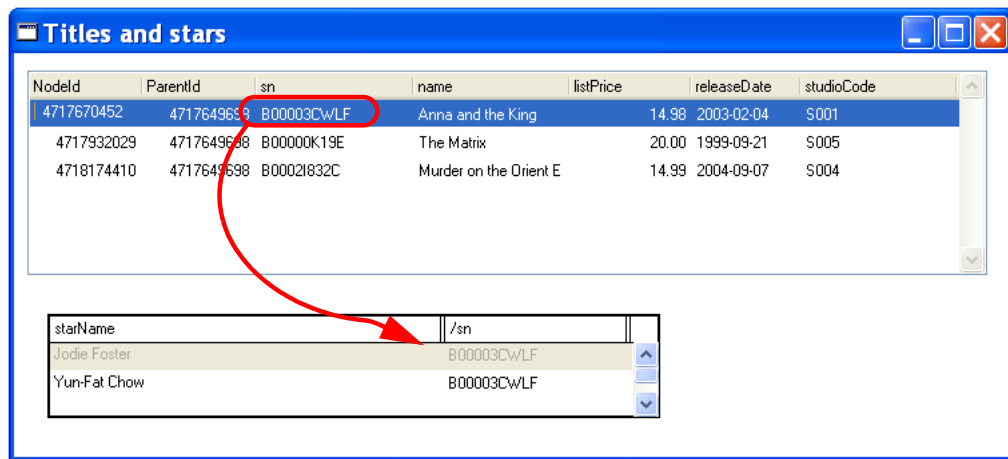 Titles and stars
NodeId ParentId sn name listPrice releaseDate studioCode
4717670452 4717649698 B00003CWLF Anna and the King 14.98 2003-02-04 S001
4717932029 4717649698 B00000K19E The Matrix 20.00 1999-09-21 S005
4718174410 4717649698 B0002I832C Murder on the Orient E 14.99 2004-09-07 S004
starName /sn
Jodie Foster B00003CWLF
Yun-Fat Chow B00003CWLF